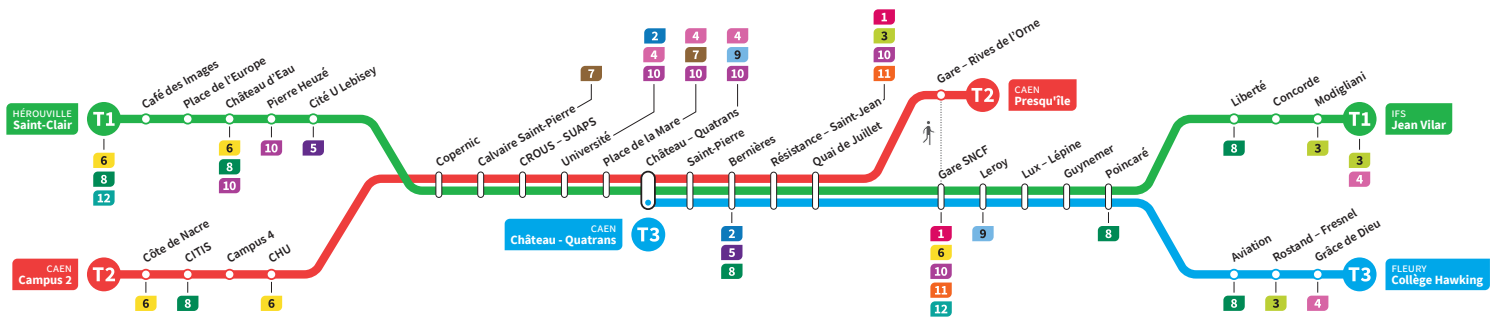 HÉROUVILLE
Saint-Clair
T1
6
8
12
Café des Images
Place de l'Europe
Château d'Eau
6
8
10
Pierre Heuzé
10
Cité U Lebisey
5
CAEN
Campus 2
T2
Côte de Nacre
6
CITIS
8
Campus 4
CHU
6
Copernic
Calvaire Saint-Pierre
7
CROUS – SUAPS
Université
2
4
10
Place de la Mare
4
7
10
Château – Quatrans
4
9
10
CAEN
Château - Quatrans
T3
Saint-Pierre
Bernières
2
5
8
Résistance – Saint-Jean
1
3
10
11
Quai de Juillet
Gare – Rives de l'Orne
T2
CAEN
Presqu'île
Gare SNCF
1
6
10
11
12
Leroy
9
Lux – Lépine
Guynemer
Poincaré
8
Liberté
8
Concorde
Modigliani
3
T1
3
4
IFS
Jean Vilar
Aviation
8
Rostand – Fresnel
3
Grâce de Dieu
4
T3
FLEURY
Collège Hawking